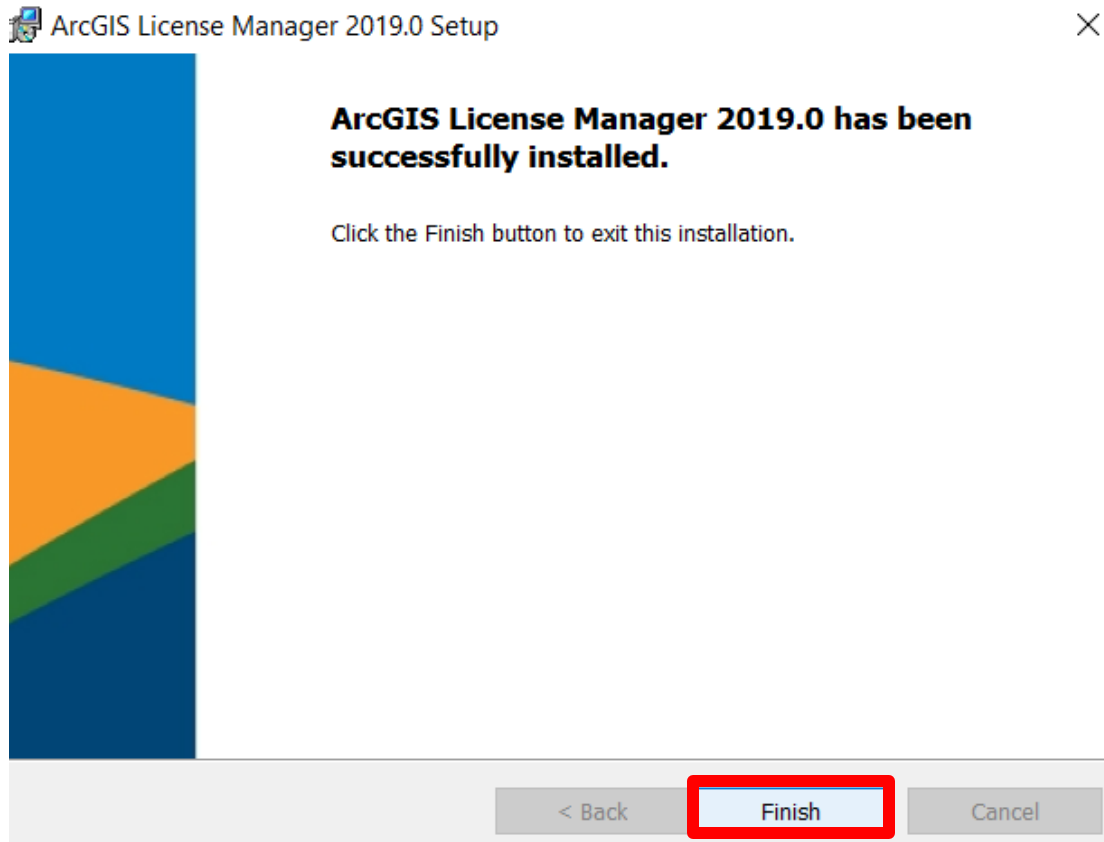 ArcGIS License Manager 2019.0 Setup
ArcGIS License Manager 2019.0 has been
successfully installed.
Click the Finish button to exit this installation.
< Back
Finish
Cancel